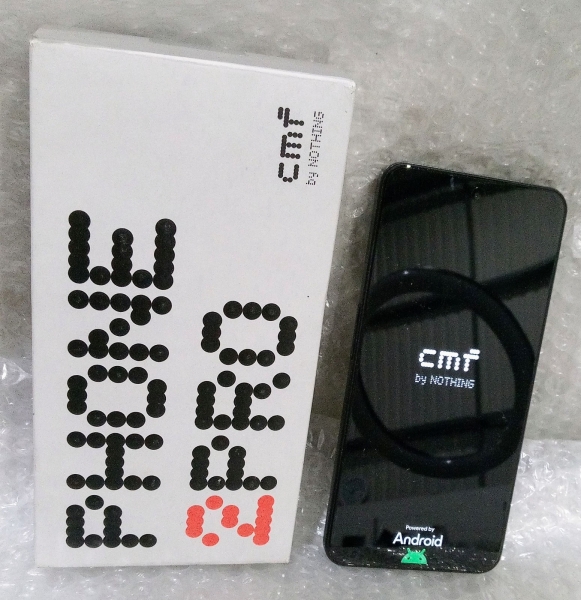 cmf
by NOTHING
PHONE
2 PRO
cmf
by NOTHING
Powered by
Android